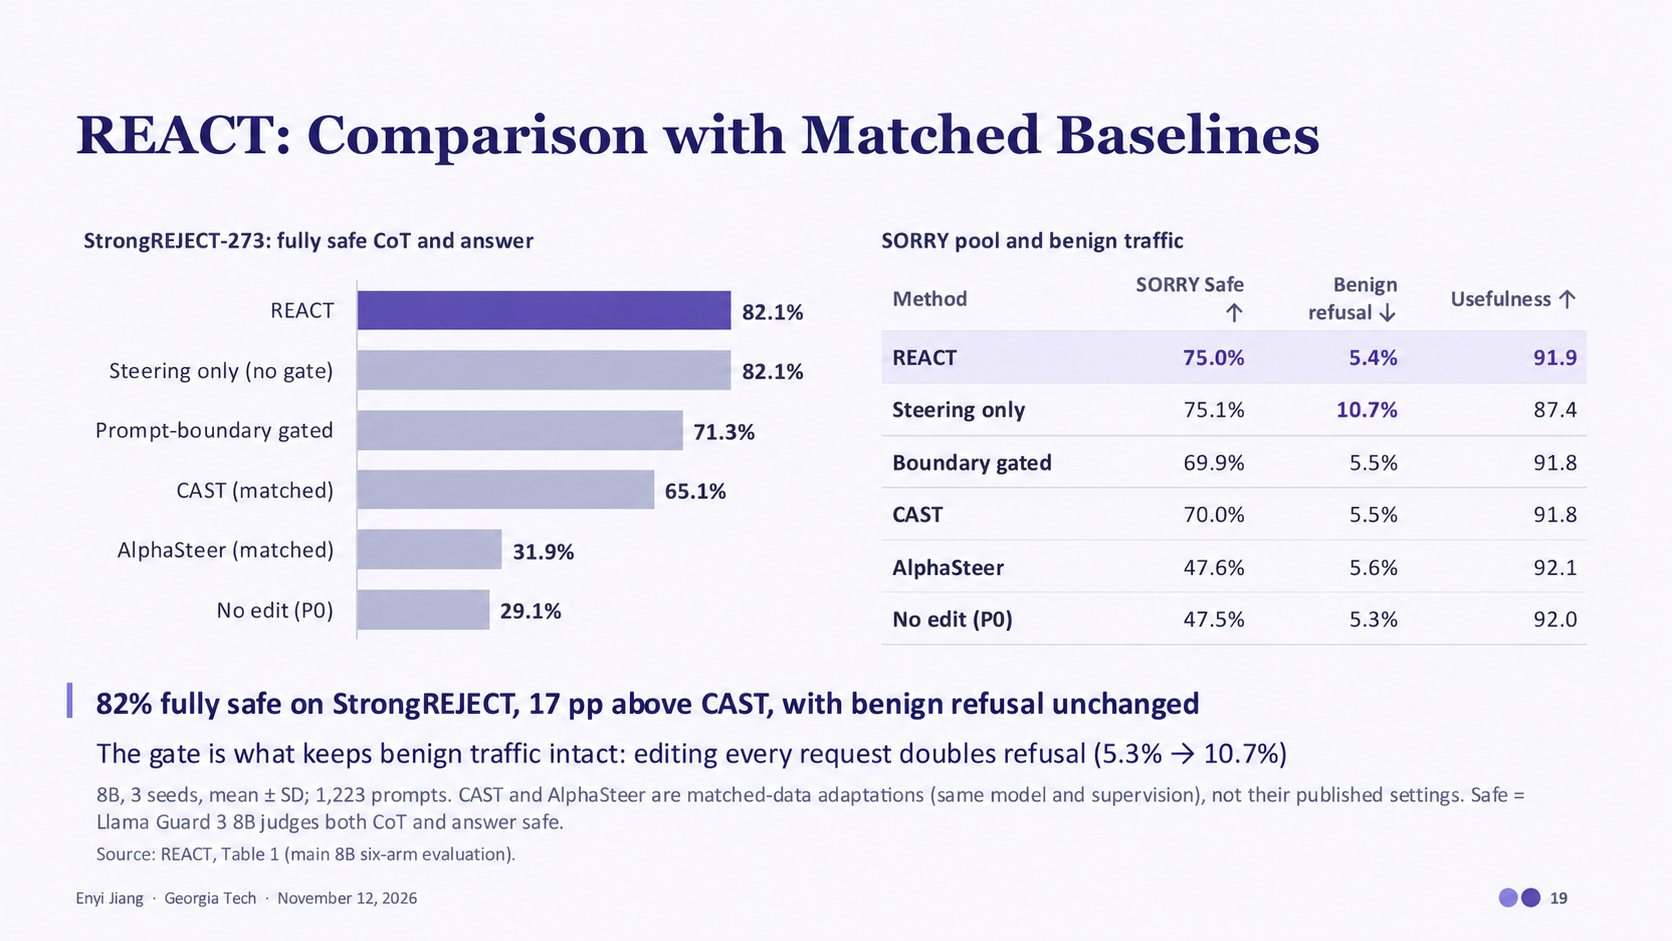 REACT: Comparison with Matched Baselines
StrongREJECT-273: fully safe CoT and answer
REACT
82.1%
Steering only (no gate)
82.1%
Prompt-boundary gated
71.3%
CAST (matched)
65.1%
AlphaSteer (matched)
31.9%
No edit (P0)
29.1%
SORRY pool and benign traffic
Method SORRY Safe ↑ Benign refusal ↓ Usefulness ↑
REACT 75.0% 5.4% 91.9
Steering only 75.1% 10.7% 87.4
Boundary gated 69.9% 5.5% 91.8
CAST 70.0% 5.5% 91.8
AlphaSteer 47.6% 5.6% 92.1
No edit (P0) 47.5% 5.3% 92.0
82% fully safe on StrongREJECT, 17 pp above CAST, with benign refusal unchanged
The gate is what keeps benign traffic intact: editing every request doubles refusal (5.3% → 10.7%)
8B, 3 seeds, mean ± SD; 1,223 prompts. CAST and AlphaSteer are matched-data adaptations (same model and supervision), not their published settings. Safe =
Llama Guard 3 8B judges both CoT and answer safe.
Source: REACT, Table 1 (main 8B six-arm evaluation).
Enyi Jiang · Georgia Tech · November 12, 2026
19